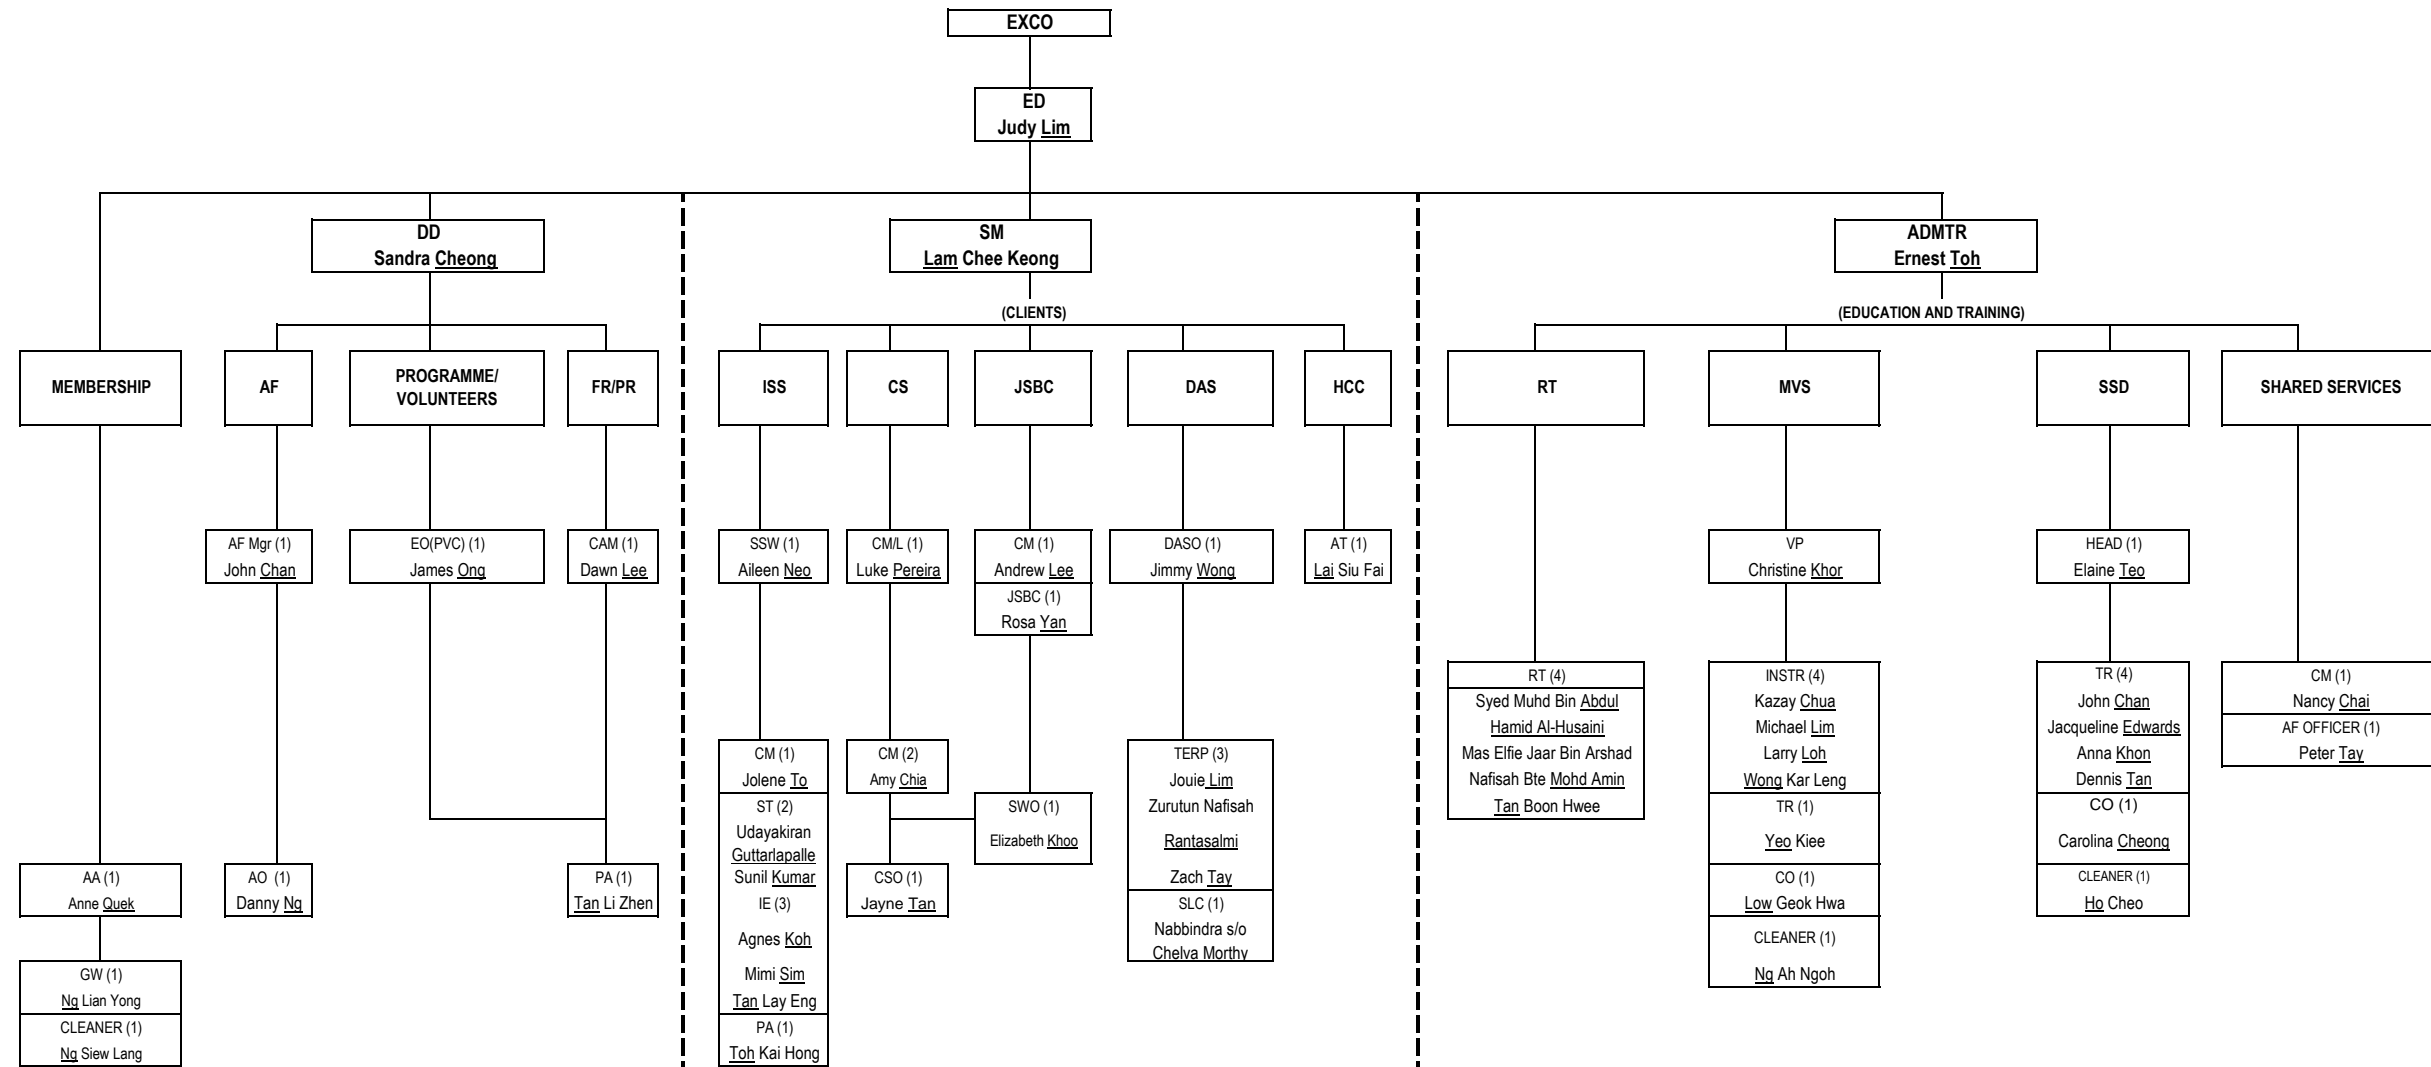 EXCO
ED
Judy Lim
DD
Sandra Cheong
SM
Lam Chee Keong
ADMTR
Ernest Toh
(CLIENTS)
(EDUCATION AND TRAINING)
MEMBERSHIP
AF
PROGRAMME/
VOLUNTEERS
FR/PR
ISS
CS
JSBC
DAS
HCC
RT
MVS
SSD
SHARED SERVICES
AF Mgr (1)
John Chan
EO(PVC) (1)
James Ong
CAM (1)
Dawn Lee
SSW (1)
Aileen Neo
CM/L (1)
Luke Pereira
CM (1)
Andrew Lee
JSBC (1)
Rosa Yan
DASO (1)
Jimmy Wong
AT (1)
Lai Siu Fai
VP
Christine Khor
HEAD (1)
Elaine Teo
RT (4)
Syed Muhd Bin Abdul
Hamid Al-Husaini
Mas Elfie Jaar Bin Arshad
Nafisah Bte Mohd Amin
Tan Boon Hwee
INSTR (4)
Kazay Chua
Michael Lim
Larry Loh
Wong Kar Leng
TR (1)
Yeo Kiee
CO (1)
Low Geok Hwa
CLEANER (1)
Ng Ah Ngoh
TR (4)
John Chan
Jacqueline Edwards
Anna Khon
Dennis Tan
CO (1)
Carolina Cheong
CLEANER (1)
Ho Cheo
CM (1)
Nancy Chai
AF OFFICER (1)
Peter Tay
CM (1)
Jolene To
ST (2)
Udayakiran
Guttarlapalle
Sunil Kumar
IE (3)
Agnes Koh
Mimi Sim
Tan Lay Eng
PA (1)
Toh Kai Hong
CM (2)
Amy Chia
SWO (1)
Elizabeth Khoo
CSO (1)
Jayne Tan
TERP (3)
Jouie Lim
Zurutun Nafisah
Rantasalmi
Zach Tay
SLC (1)
Nabbindra s/o
Chelva Morthy
AA (1)
Anne Quek
AO (1)
Danny Ng
PA (1)
Tan Li Zhen
GW (1)
Ng Lian Yong
CLEANER (1)
Ng Siew Lang